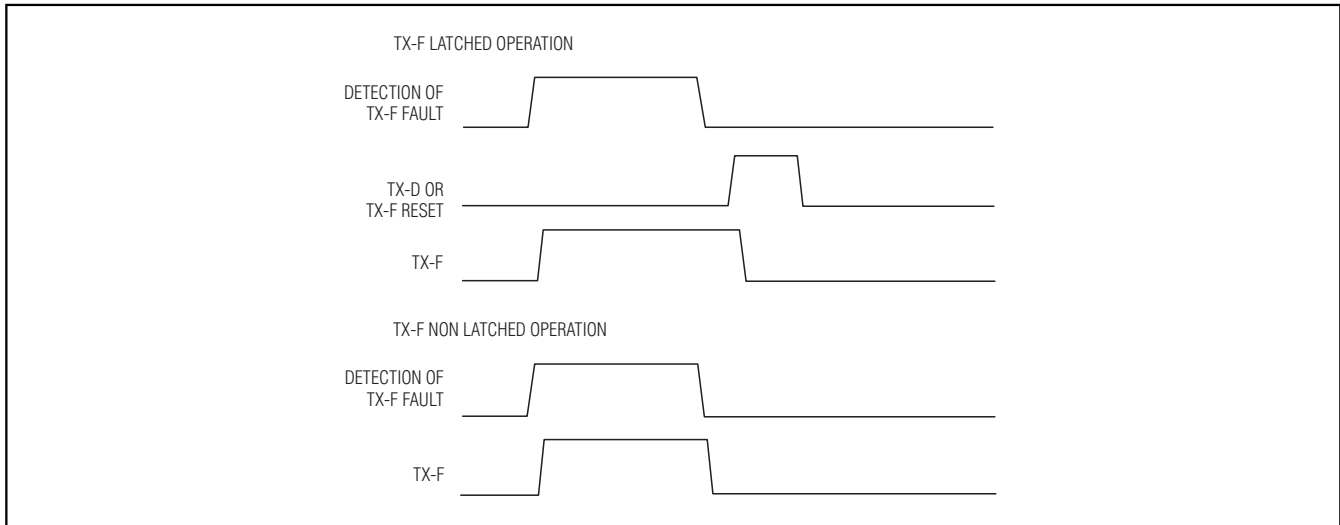 TX-F LATCHED OPERATION
DETECTION OF
TX-F FAULT
TX-D OR
TX-F RESET
TX-F
TX-F NON LATCHED OPERATION
DETECTION OF
TX-F FAULT
TX-F